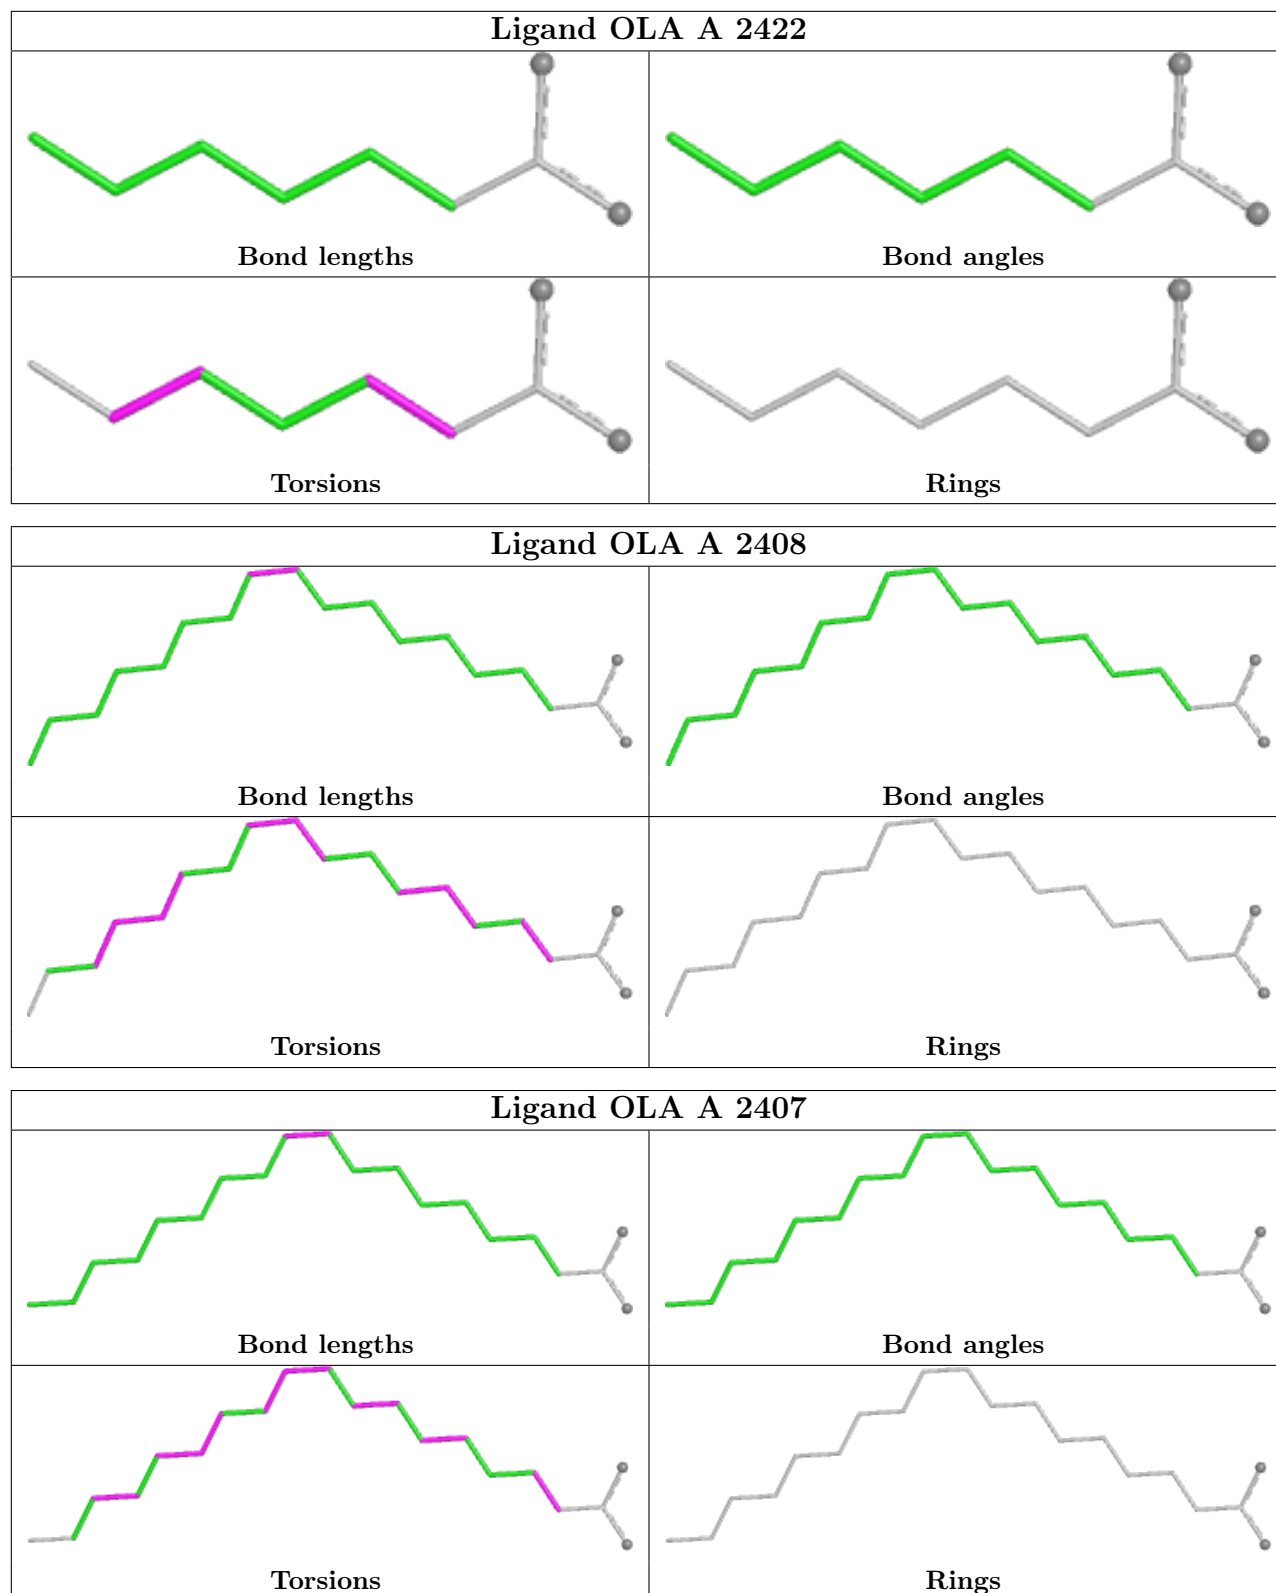 Ligand OLA A 2422
Bond lengths
Bond angles
Torsions
Rings
Ligand OLA A 2408
Bond lengths
Bond angles
Torsions
Rings
Ligand OLA A 2407
Bond lengths
Bond angles
Torsions
Rings